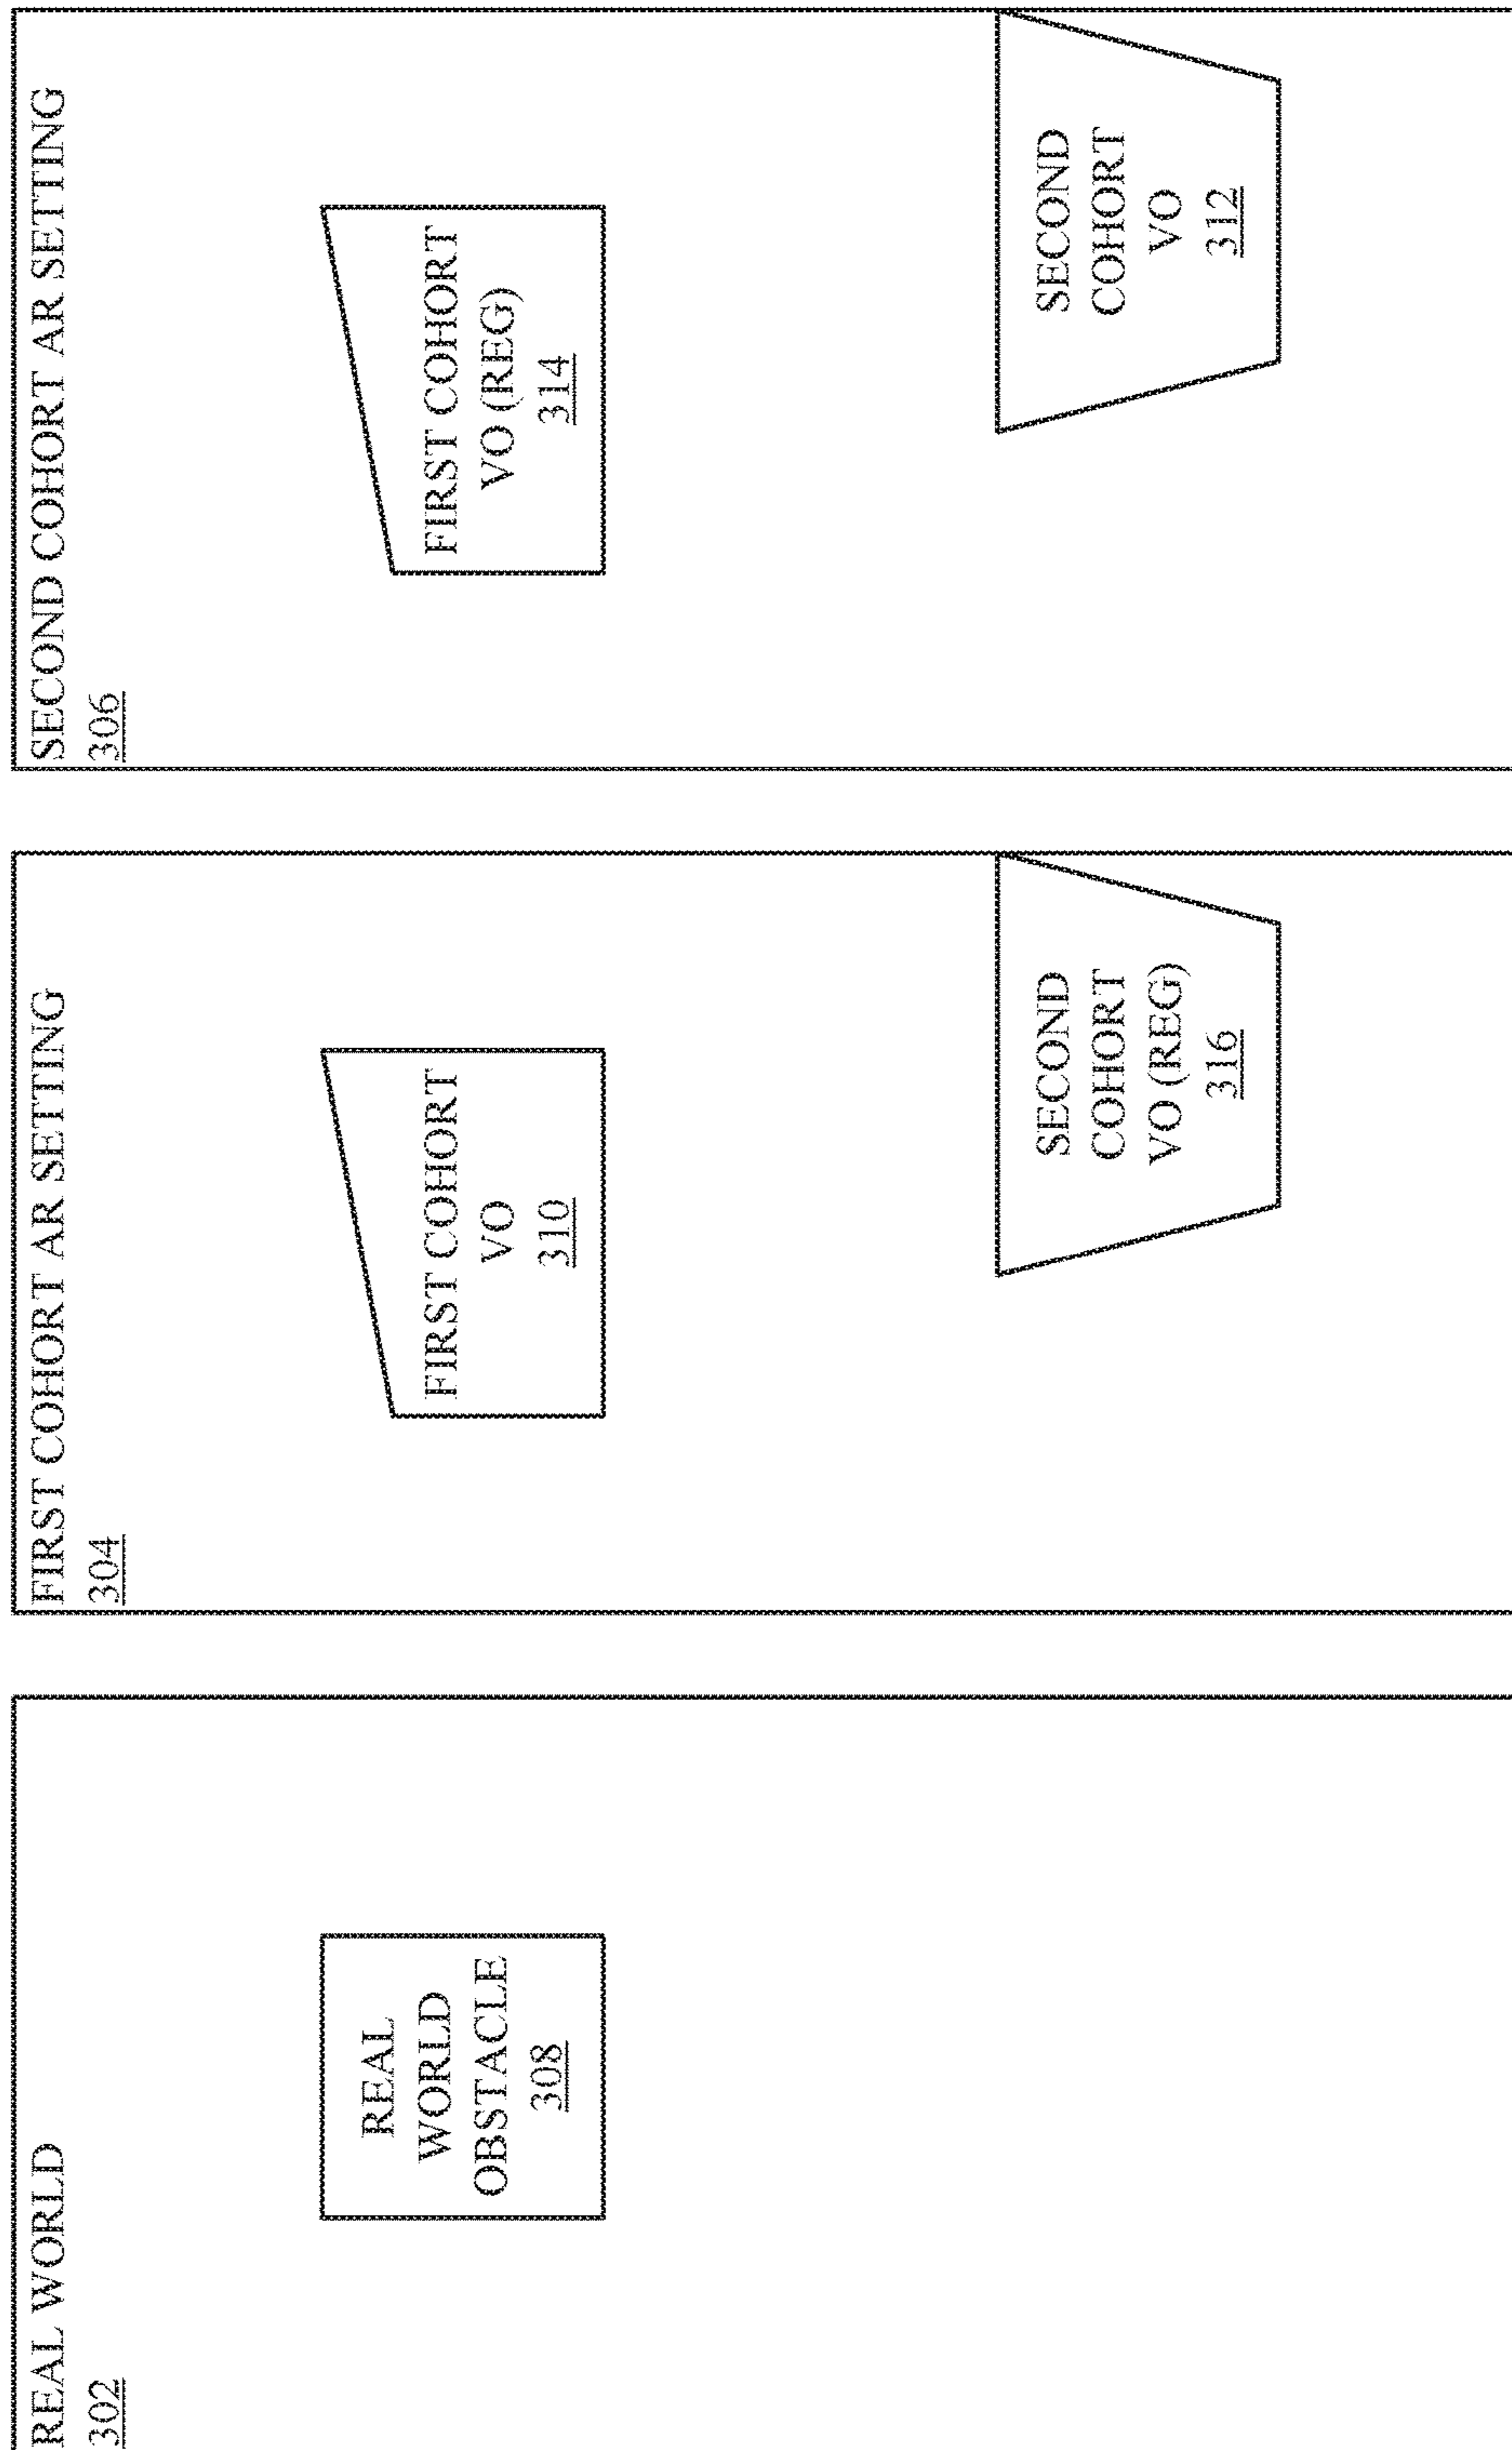 REAL WORLD
302
REAL
WORLD
OBSTACLE
308
FIRST COHORT AR SETTING
304
FIRST COHORT
VO
310
SECOND
COHORT
VO (REG)
316
SECOND COHORT AR SETTING
306
FIRST COHORT
VO (REG)
314
SECOND
COHORT
VO
312